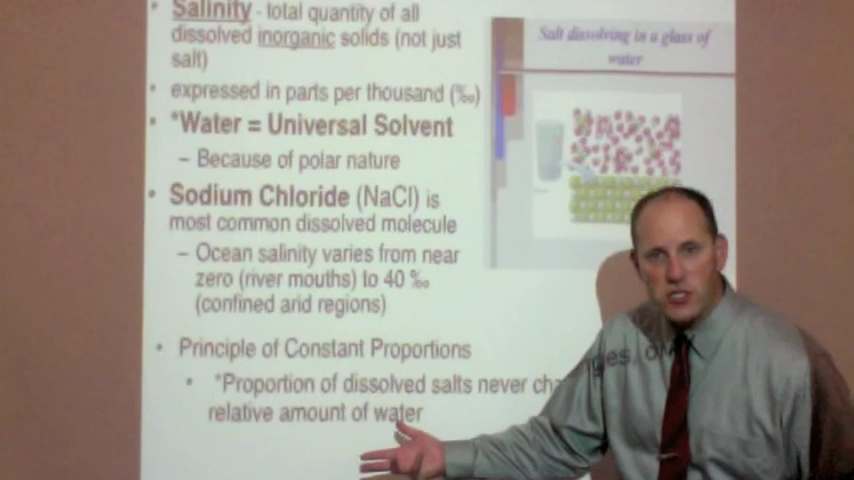 • Salinity - total quantity of all
dissolved inorganic solids (not just
salt)
• expressed in parts per thousand (‰)
• *Water = Universal Solvent
– Because of polar nature
• Sodium Chloride (NaCl) is
most common dissolved molecule
– Ocean salinity varies from near
zero (river mouths) to 40 ‰
(confined arid regions)
• Principle of Constant Proportions
• *Proportion of dissolved salts never
relative amount of water
Salt dissolving in a glass of
water